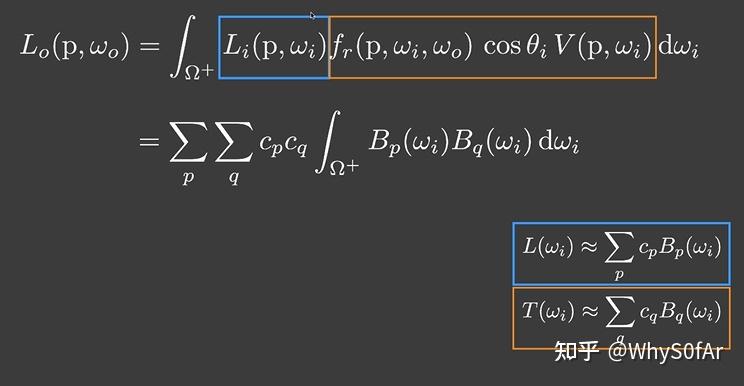 L_o(p, ω_o) = ∫_{Ω^+} L_i(p, ω_i) f_r(p, ω_i, ω_o) cos θ_i V(p, ω_i) dω_i
= ∑_p ∑_q c_p c_q ∫_{Ω^+} B_p(ω_i) B_q(ω_i) dω_i
L(ω_i) ≈ ∑_p c_p B_p(ω_i)
T(ω_i) ≈ ∑_q c_q B_q(ω_i)
知乎 @WhyS0fAr